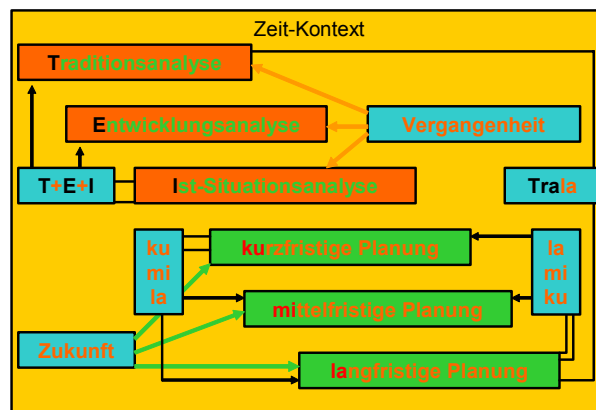 Zeit-Kontext
Traditionsanalyse
Entwicklungsanalyse
Vergangenheit
T+E+I
Ist-Situationsanalyse
Trala
ku
mi
la
kurzfristige Planung
la
mi
ku
mittelfristige Planung
Zukunft
langfristige Planung